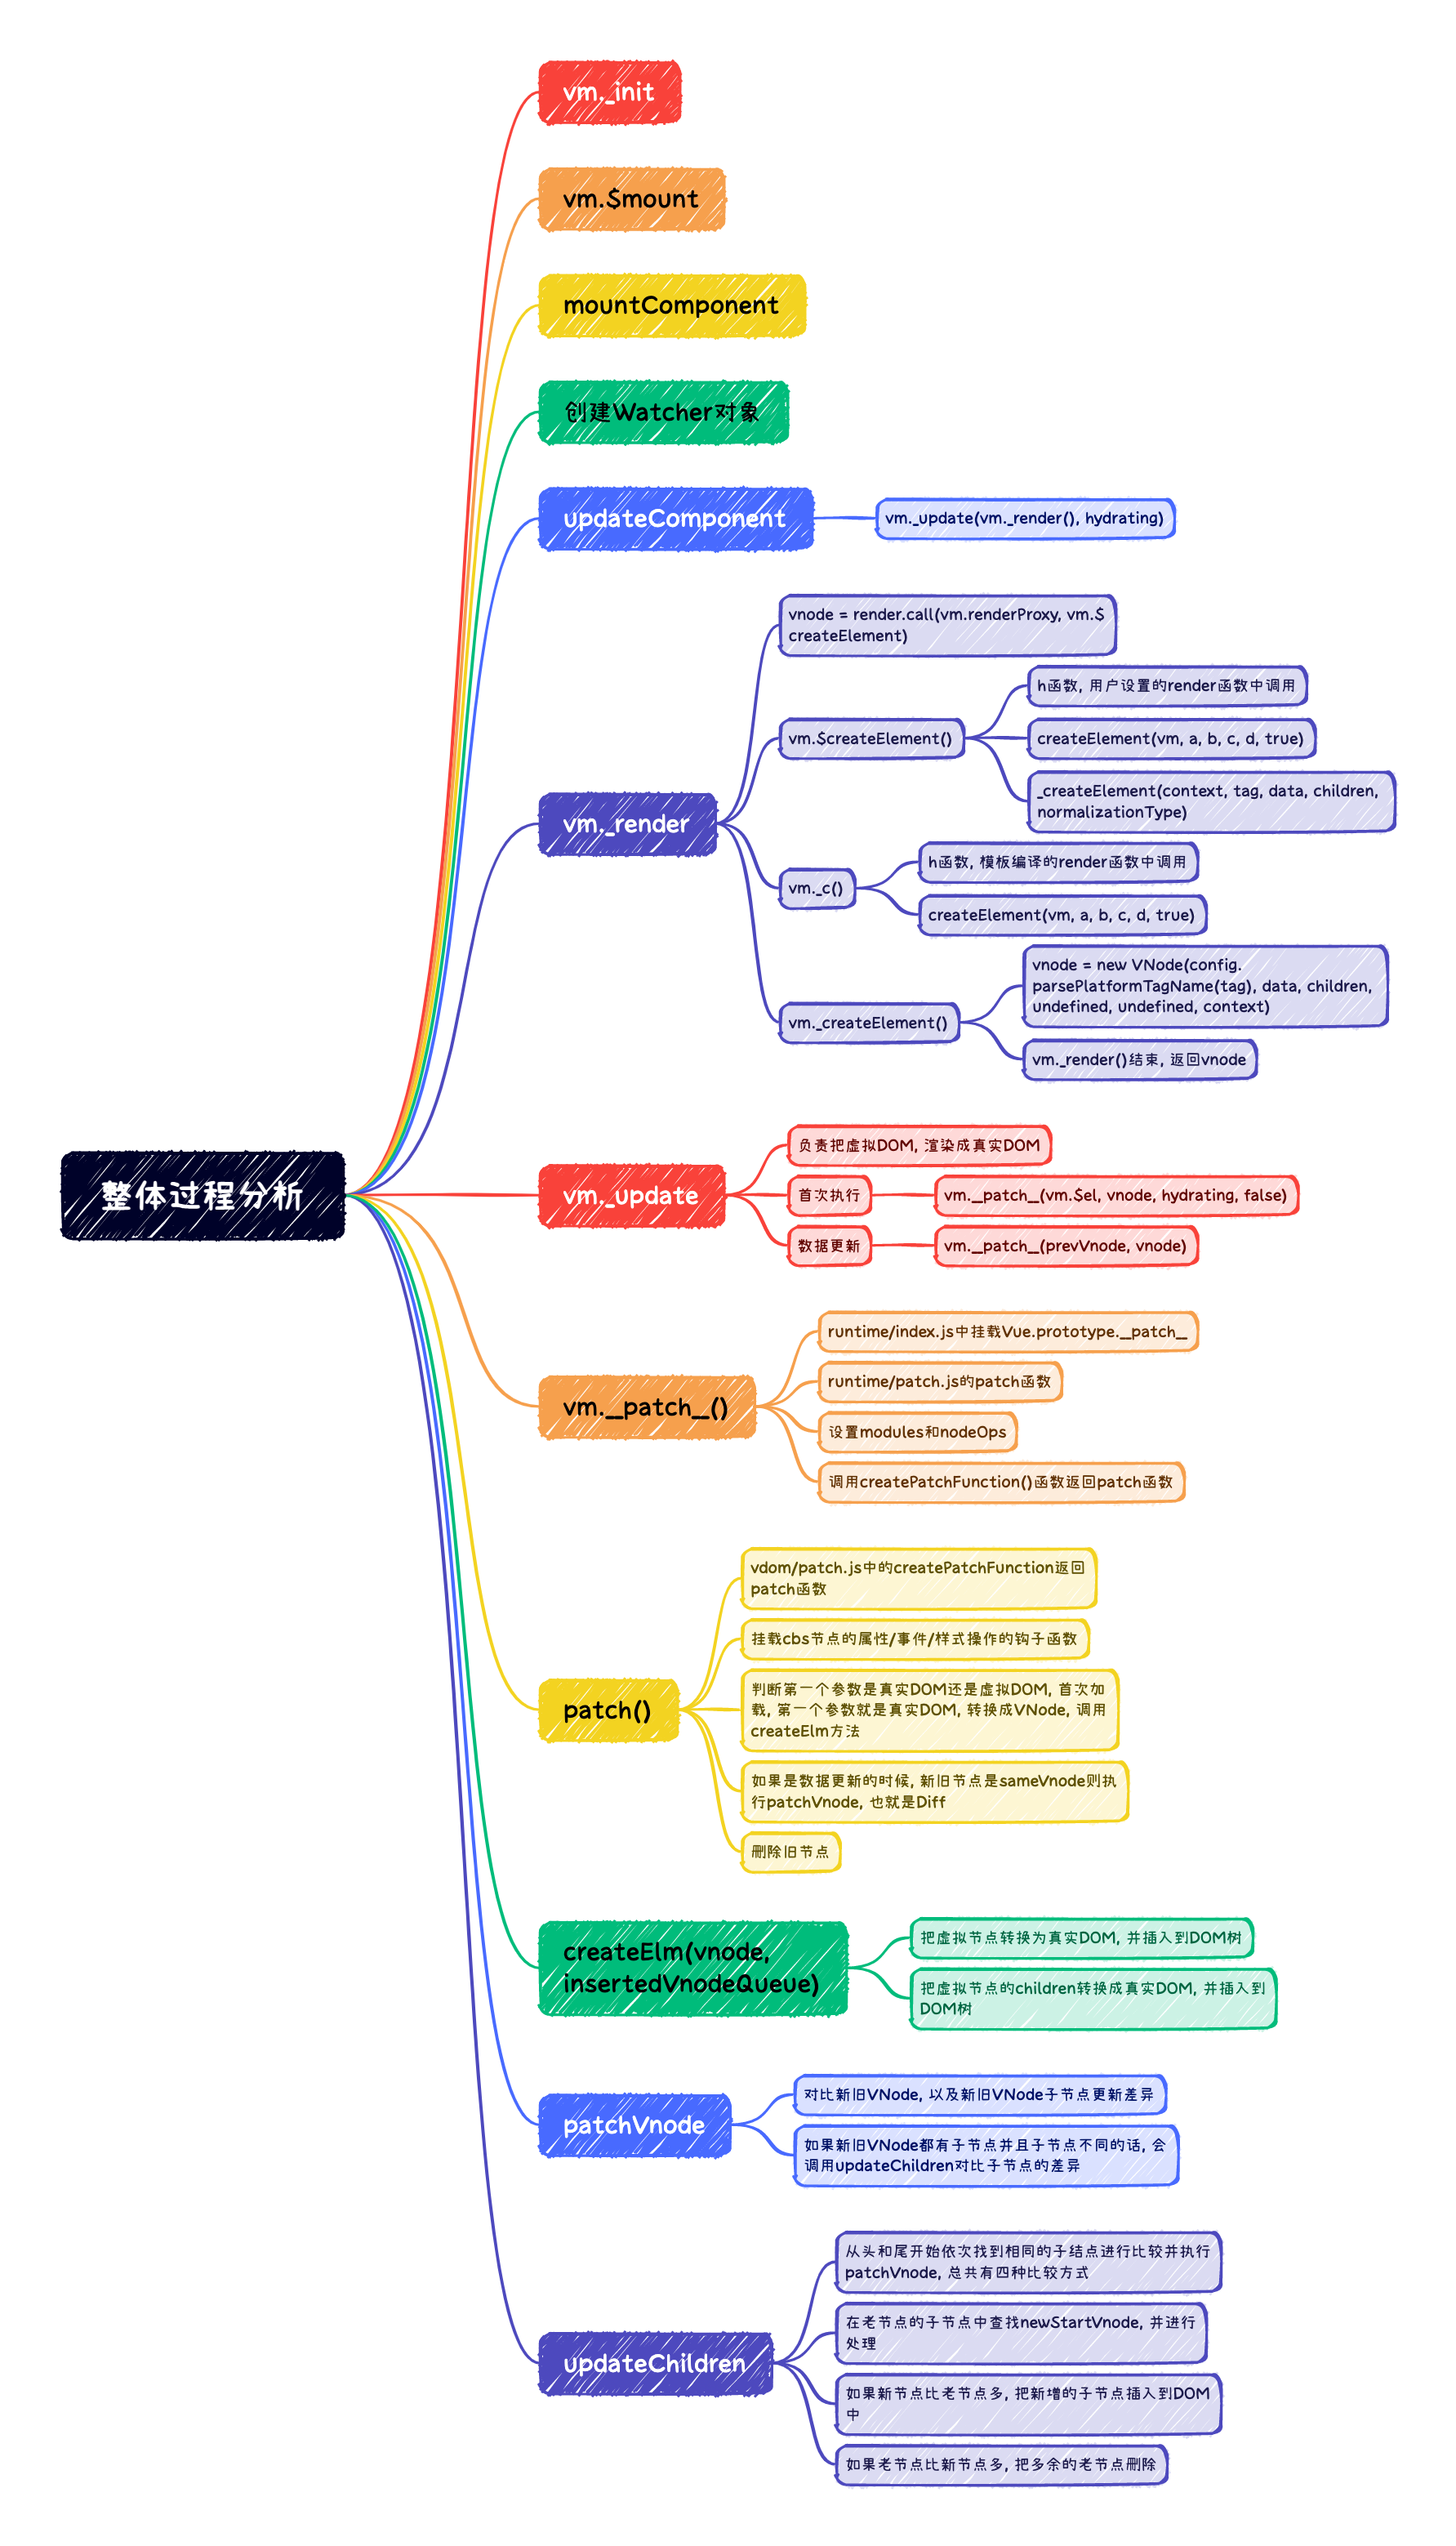 整体过程分析
vm._init
vm.$mount
mountComponent
创建Watcher对象
updateComponent
vm._update(vm._render(), hydrating)
vm._render
vnode = render.call(vm.renderProxy, vm.$
createElement)
vm.$createElement()
h函数, 用户设置的render函数中调用
createElement(vm, a, b, c, d, true)
_createElement(context, tag, data, children,
normalizationType)
vm._c()
h函数, 模板编译的render函数中调用
createElement(vm, a, b, c, d, true)
vm._createElement()
vnode = new VNode(config.
parsePlatformTagName(tag), data, children,
undefined, undefined, context)
vm._render()结束, 返回vnode
vm._update
负责把虚拟DOM, 渲染成真实DOM
首次执行
vm.__patch__(vm.$el, vnode, hydrating, false)
数据更新
vm.__patch__(prevVnode, vnode)
vm.__patch__()
runtime/index.js中挂载Vue.prototype.__patch__
runtime/patch.js的patch函数
设置modules和nodeOps
调用createPatchFunction()函数返回patch函数
patch()
vdom/patch.js中的createPatchFunction返回
patch函数
挂载cbs节点的属性/事件/样式操作的钩子函数
判断第一个参数是真实DOM还是虚拟DOM, 首次加
载, 第一个参数就是真实DOM, 转换成VNode, 调用
createElm方法
如果是数据更新的时候, 新旧节点是sameVnode则执
行patchVnode, 也就是Diff
删除旧节点
createElm(vnode,
insertedVnodeQueue)
把虚拟节点转换为真实DOM, 并插入到DOM树
把虚拟节点的children转换成真实DOM, 并插入到
DOM树
patchVnode
对比新旧VNode, 以及新旧VNode子节点更新差异
如果新旧VNode都有子节点并且子节点不同的话, 会
调用updateChildren对比子节点的差异
updateChildren
从头和尾开始依次找到相同的子结点进行比较并执行
patchVnode, 总共有四种比较方式
在老节点的子节点中查找newStartVnode, 并进行
处理
如果新节点比老节点多, 把新增的子节点插入到DOM
中
如果老节点比新节点多, 把多余的老节点删除